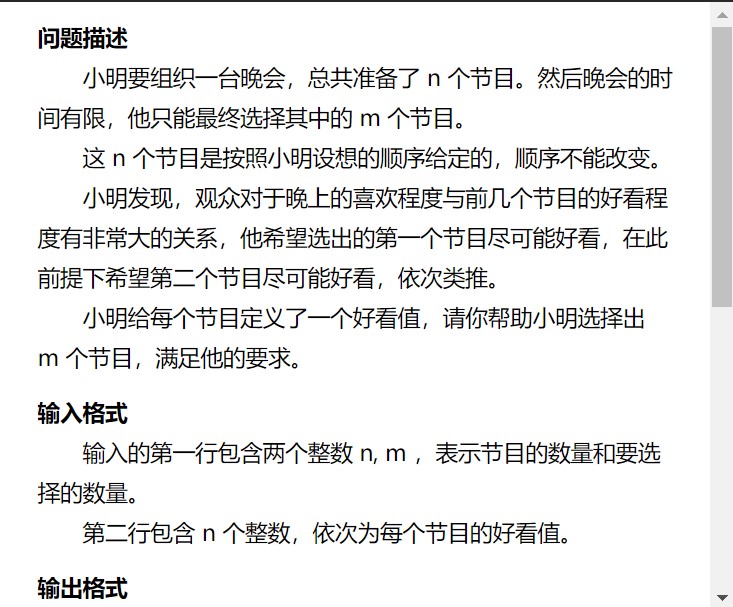 问题描述
小明要组织一台晚会，总共准备了 n 个节目。然后晚会的时
间有限，他只能最终选择其中的 m 个节目。
这 n 个节目是按照小明设想的顺序给定的，顺序不能改变。
小明发现，观众对于晚上的喜欢程度与前几个节目的好看程
度有非常大的关系，他希望选出的第一个节目尽可能好看，在此
前提下希望第二个节目尽可能好看，依次类推。
小明给每个节目定义了一个好看值，请你帮助小明选择出
m 个节目，满足他的要求。
输入格式
输入的第一行包含两个整数 n, m ，表示节目的数量和要选
择的数量。
第二行包含 n 个整数，依次为每个节目的好看值。
输出格式